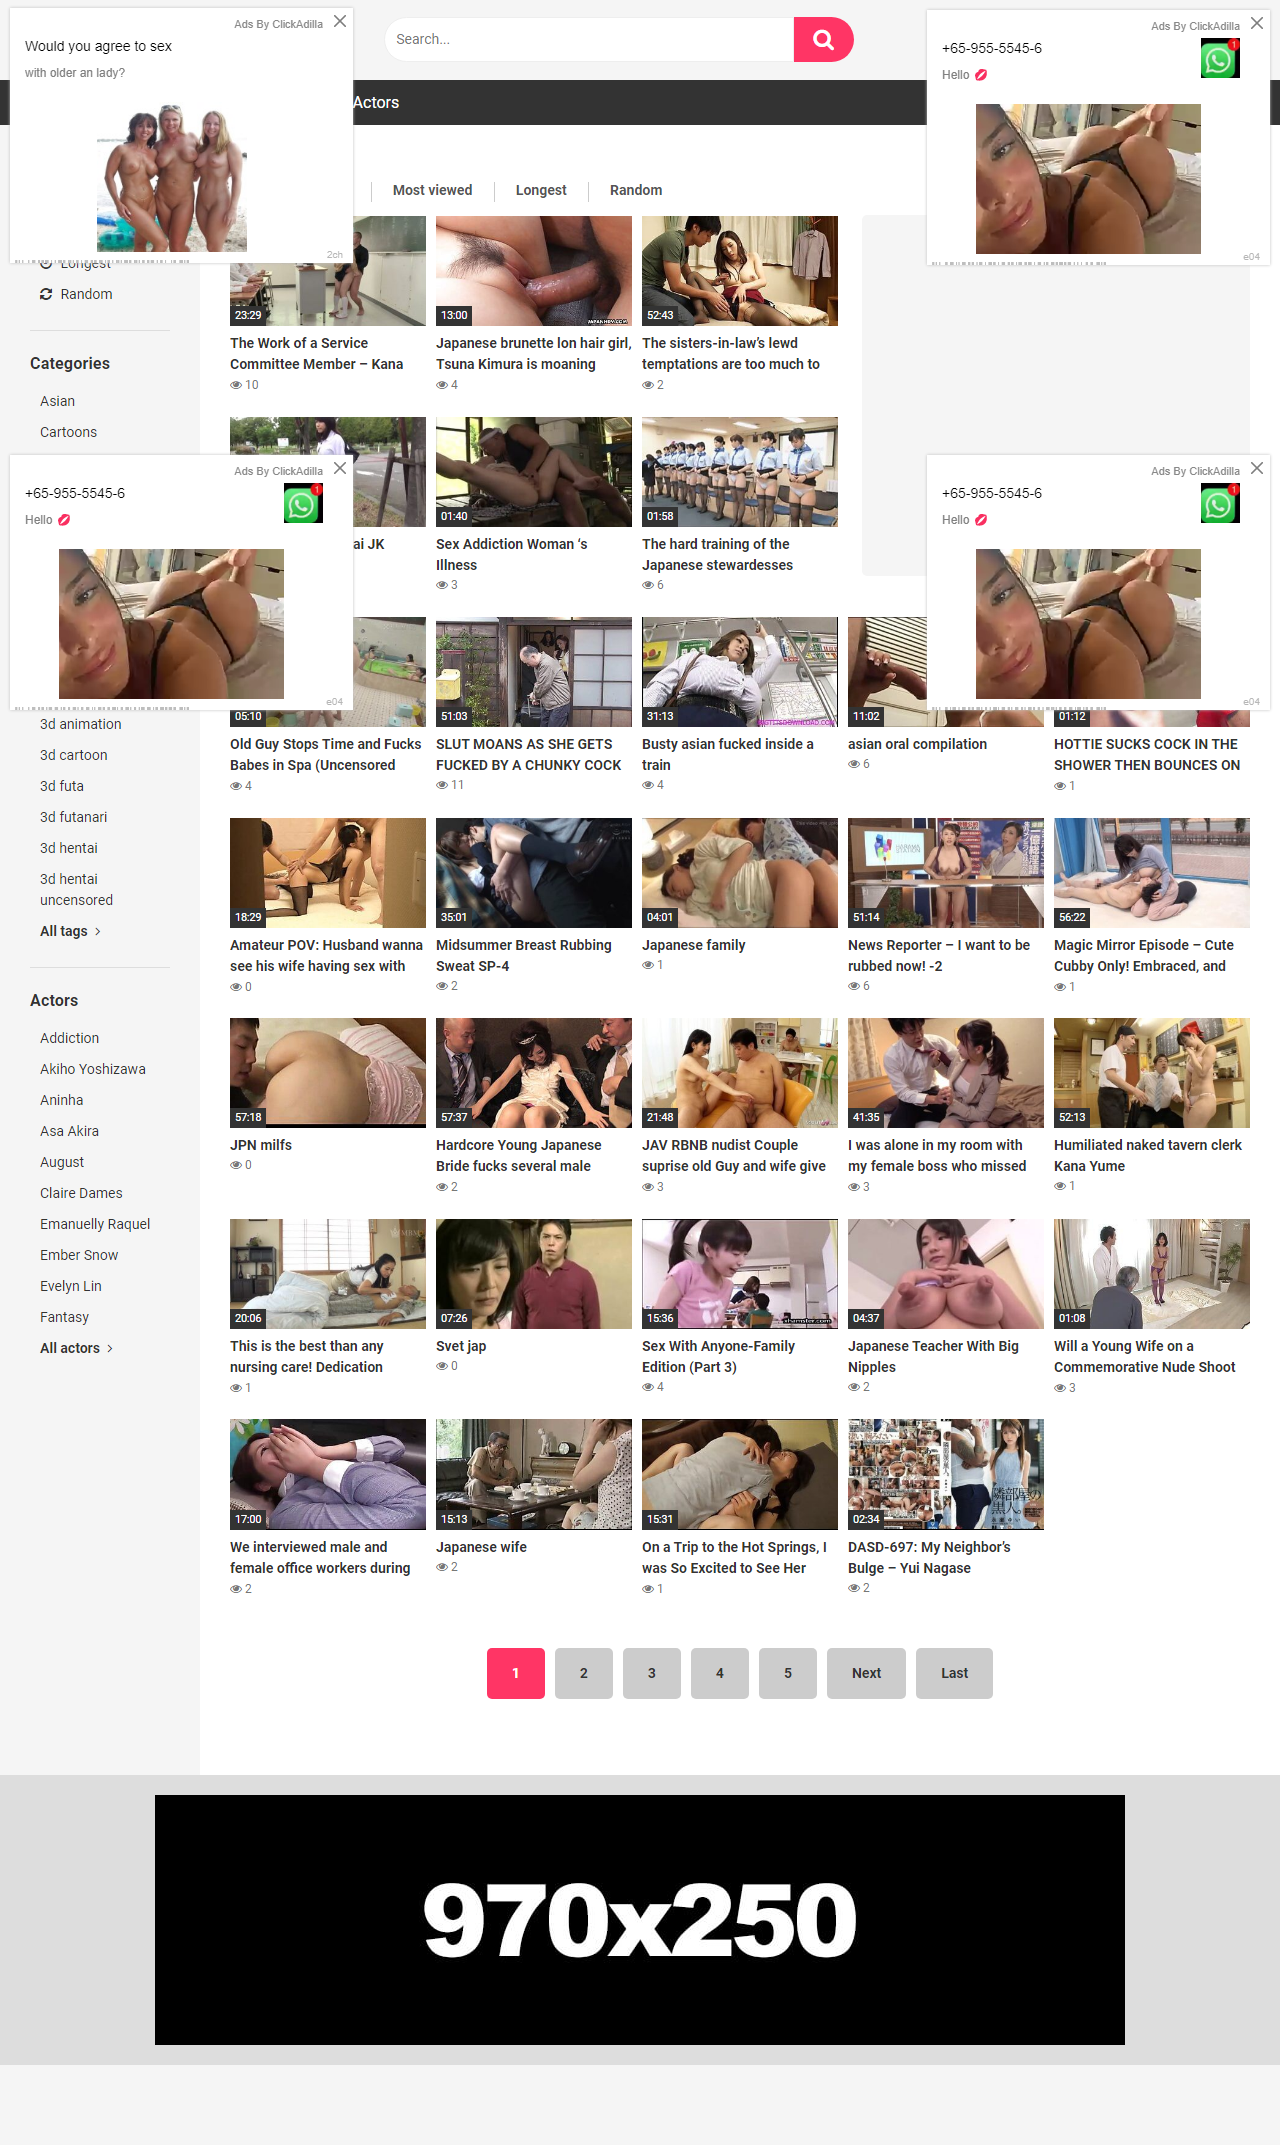 Ads By ClickAdilla
Would you agree to sex
with older an lady?
2ch
Search...
Ads By ClickAdilla
+65-955-5545-6
1
Hello
e04
Actors
Most viewed
Longest
Random
Longest
Random
Categories
Asian
Cartoons
Ads By ClickAdilla
+65-955-5545-6
1
Hello
e04
3d animation
3d cartoon
3d futa
3d futanari
3d hentai
3d hentai
uncensored
All tags
Actors
Addiction
Akiho Yoshizawa
Aninha
Asa Akira
August
Claire Dames
Emanuelly Raquel
Ember Snow
Evelyn Lin
Fantasy
All actors
23:29
The Work of a Service
Committee Member – Kana
10
13:00
Japanese brunette lon hair girl,
Tsuna Kimura is moaning
4
52:43
The sisters-in-law’s lewd
temptations are too much to
2
JK
01:40
Sex Addiction Woman ‘s
Illness
3
01:58
The hard training of the
Japanese stewardesses
6
Ads By ClickAdilla
+65-955-5545-6
1
Hello
e04
05:10
Old Guy Stops Time and Fucks
Babes in Spa (Uncensored
4
51:03
SLUT MOANS AS SHE GETS
FUCKED BY A CHUNKY COCK
11
31:13
Busty asian fucked inside a
train
4
11:02
asian oral compilation
6
01:12
HOTTIE SUCKS COCK IN THE
SHOWER THEN BOUNCES ON
1
18:29
Amateur POV: Husband wanna
see his wife having sex with
0
35:01
Midsummer Breast Rubbing
Sweat SP-4
2
04:01
Japanese family
1
51:14
News Reporter – I want to be
rubbed now! -2
6
56:22
Magic Mirror Episode – Cute
Cubby Only! Embraced, and
1
57:18
JPN milfs
0
57:37
Hardcore Young Japanese
Bride fucks several male
2
21:48
JAV RBNB nudist Couple
suprise old Guy and wife give
3
41:35
I was alone in my room with
my female boss who missed
3
52:13
Humiliated naked tavern clerk
Kana Yume
1
20:06
This is the best than any
nursing care! Dedication
1
07:26
Svet jap
0
15:36
Sex With Anyone-Family
Edition (Part 3)
4
04:37
Japanese Teacher With Big
Nipples
2
01:08
Will a Young Wife on a
Commemorative Nude Shoot
3
17:00
We interviewed male and
female office workers during
2
15:13
Japanese wife
2
15:31
On a Trip to the Hot Springs, I
was So Excited to See Her
1
隣部屋の
黒人。
02:34
DASD-697: My Neighbor’s
Bulge – Yui Nagase
2
1
2
3
4
5
Next
Last
970x250